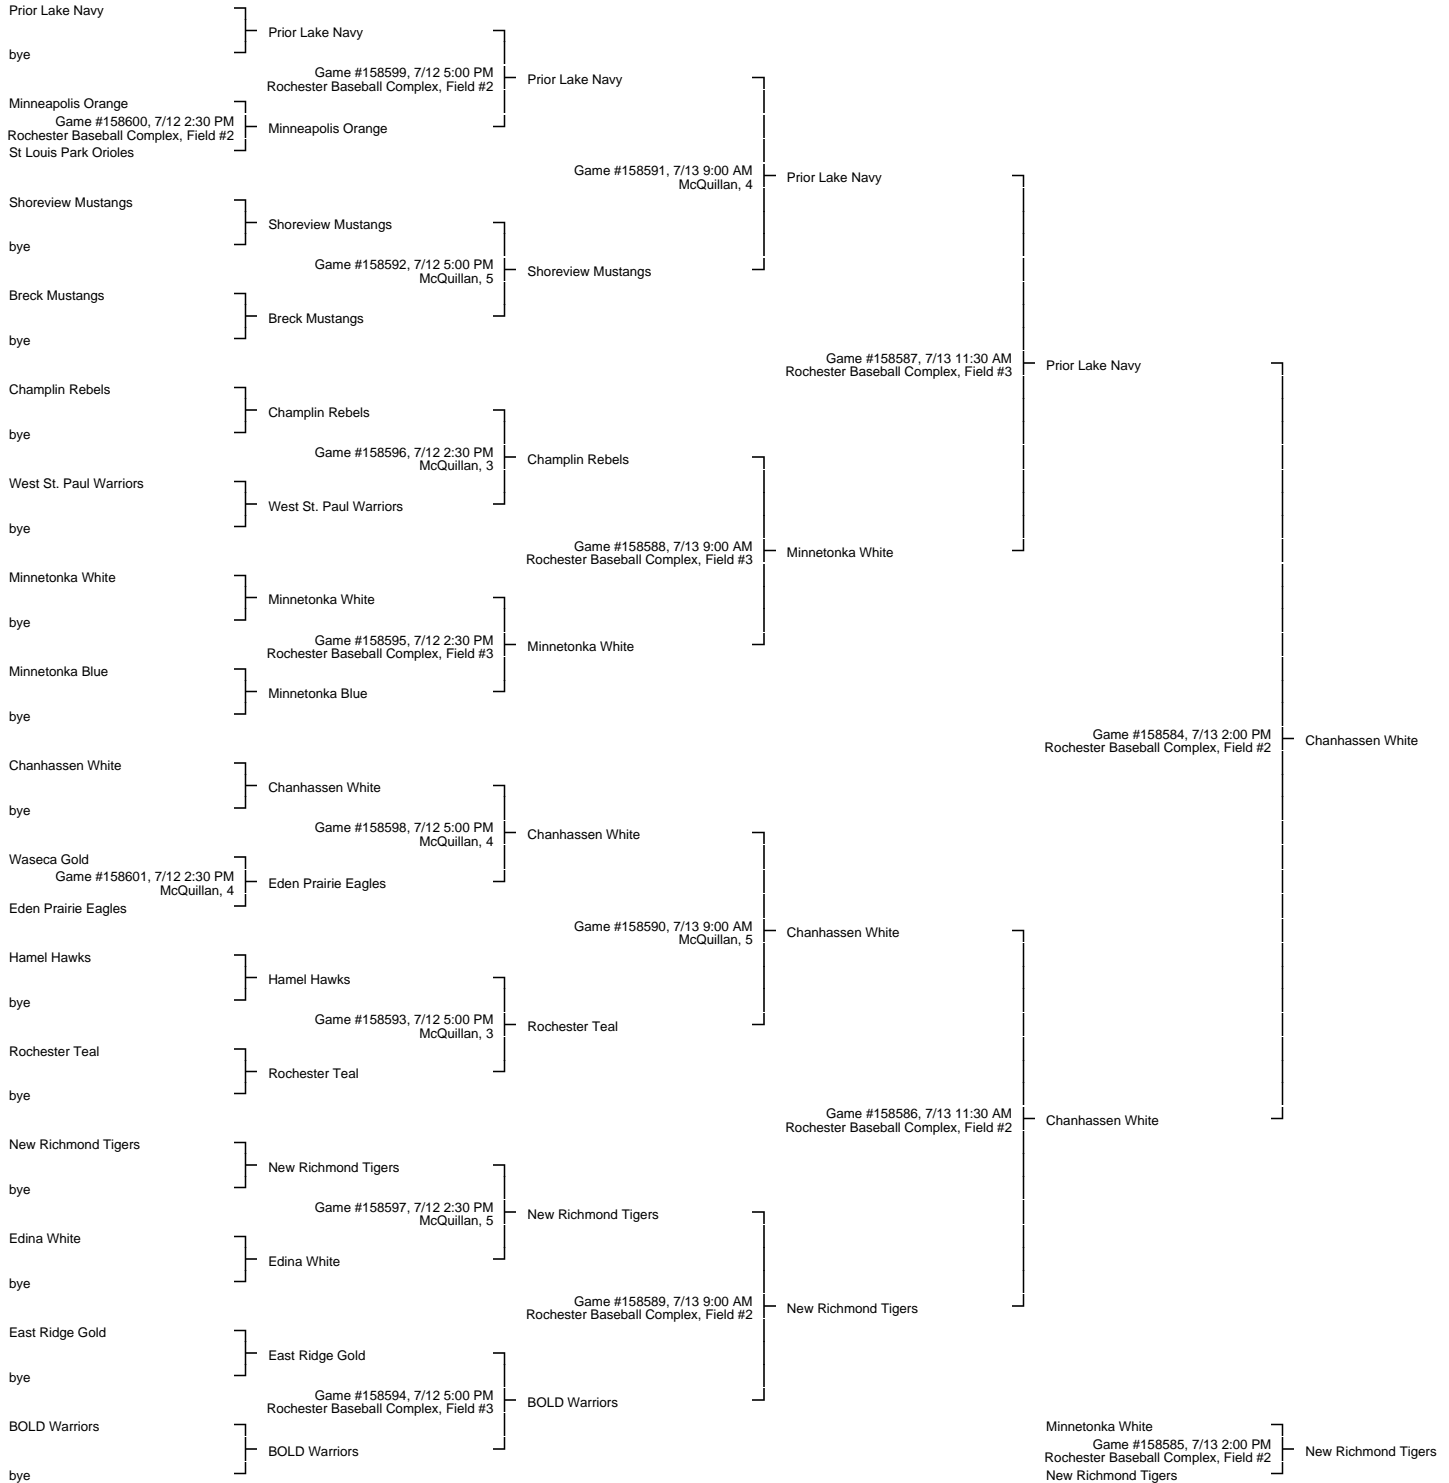 Prior Lake Navy
bye
Minneapolis Orange
Game #158600, 7/12 2:30 PM
Rochester Baseball Complex, Field #2
St Louis Park Orioles
Shoreview Mustangs
bye
Breck Mustangs
bye
Champlin Rebels
bye
West St. Paul Warriors
bye
Minnetonka White
bye
Minnetonka Blue
bye
Chanhassen White
bye
Waseca Gold
Game #158601, 7/12 2:30 PM
McQuillan, 4
Eden Prairie Eagles
Hamel Hawks
bye
Rochester Teal
bye
New Richmond Tigers
bye
Edina White
bye
East Ridge Gold
bye
BOLD Warriors
bye
Prior Lake Navy
Game #158599, 7/12 5:00 PM
Rochester Baseball Complex, Field #2
Minneapolis Orange
Shoreview Mustangs
Game #158592, 7/12 5:00 PM
McQuillan, 5
Breck Mustangs
Champlin Rebels
Game #158596, 7/12 2:30 PM
McQuillan, 3
West St. Paul Warriors
Minnetonka White
Game #158595, 7/12 2:30 PM
Rochester Baseball Complex, Field #3
Minnetonka Blue
Chanhassen White
Game #158598, 7/12 5:00 PM
McQuillan, 4
Eden Prairie Eagles
Hamel Hawks
Game #158593, 7/12 5:00 PM
McQuillan, 3
Rochester Teal
New Richmond Tigers
Game #158597, 7/12 2:30 PM
McQuillan, 5
Edina White
East Ridge Gold
Game #158594, 7/12 5:00 PM
Rochester Baseball Complex, Field #3
BOLD Warriors
Prior Lake Navy
Game #158591, 7/13 9:00 AM
McQuillan, 4
Shoreview Mustangs
Champlin Rebels
Game #158588, 7/13 9:00 AM
Rochester Baseball Complex, Field #3
Minnetonka White
Chanhassen White
Game #158590, 7/13 9:00 AM
McQuillan, 5
Rochester Teal
New Richmond Tigers
Game #158589, 7/13 9:00 AM
Rochester Baseball Complex, Field #2
BOLD Warriors
Prior Lake Navy
Game #158587, 7/13 11:30 AM
Rochester Baseball Complex, Field #3
Minnetonka White
Chanhassen White
Game #158586, 7/13 11:30 AM
Rochester Baseball Complex, Field #2
New Richmond Tigers
Prior Lake Navy
Game #158584, 7/13 2:00 PM
Rochester Baseball Complex, Field #2
Chanhassen White
Chanhassen White
Minnetonka White
Game #158585, 7/13 2:00 PM
Rochester Baseball Complex, Field #2
New Richmond Tigers
New Richmond Tigers